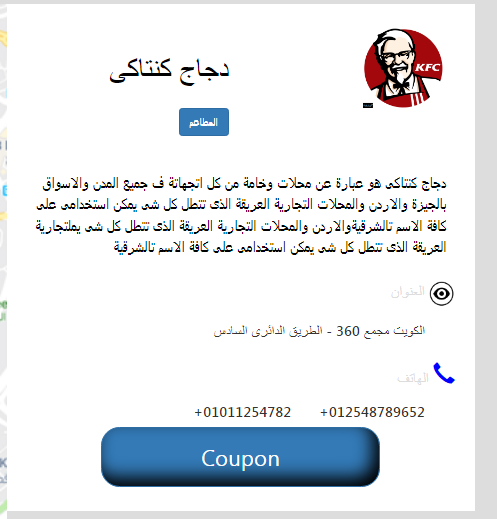 KFC
دجاج كنتاكى
المطاعم
دجاج كنتاكى هو عبارة عن محلات وخامة من كل اتجهاتة ف جميع المدن والاسواق
بالجيزة والاردن والمحلات التجارية العريقة الذى تتطل كل شى يمكن استخدامى على
كافة الاسم تالشرقيةوالاردن والمحلات التجارية العريقة الذى تتطل كل شى يملتجارية
العريقة الذى تتطل كل شى يمكن استخدامى على كافة الاسم تالشرقية
العنوان
الكويت مجمع 360 - الطريق الدائرى السادس
الهاتف
+01011254782 +012548789652
Coupon